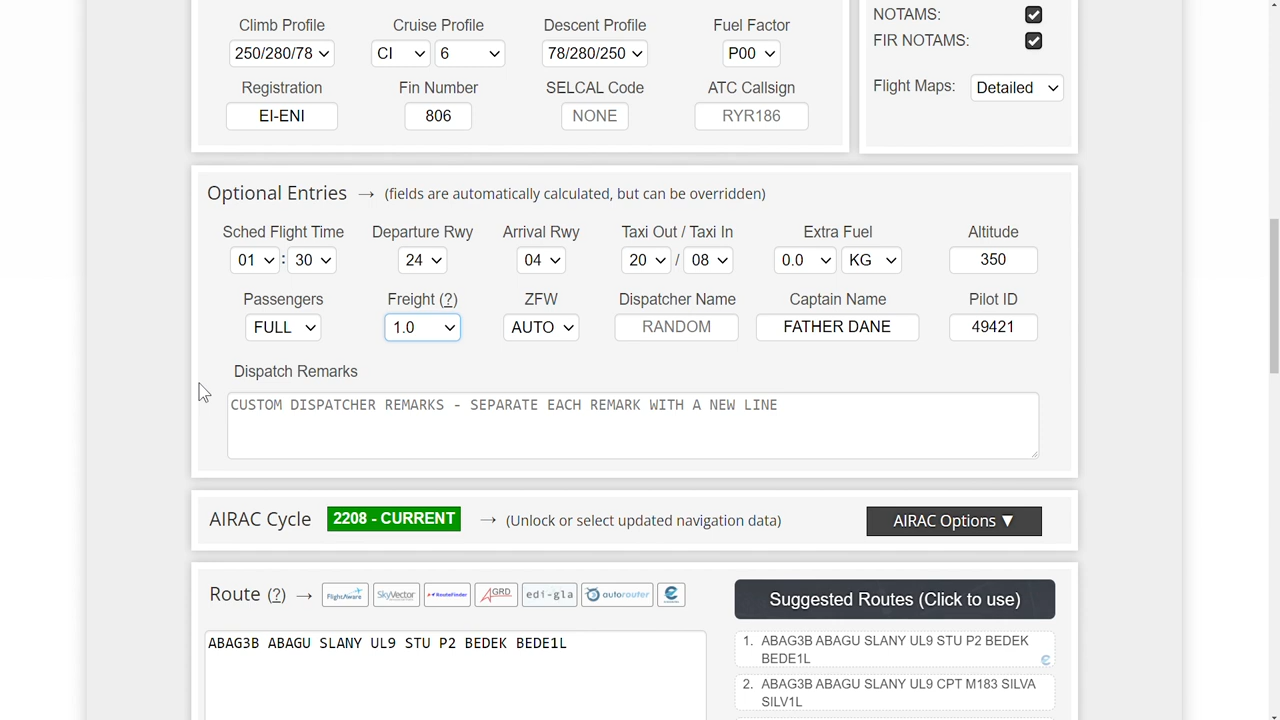 Climb Profile Cruise Profile Descent Profile Fuel Factor
250/280/78 CI 6 78/280/250 P00
Registration Fin Number SELCAL Code ATC Callsign
EI-ENI 806 NONE RYR186
NOTAMS:
FIR NOTAMS:
Flight Maps: Detailed
Optional Entries → (fields are automatically calculated, but can be overridden)
Sched Flight Time Departure Rwy Arrival Rwy Taxi Out / Taxi In Extra Fuel Altitude
01 : 30 24 04 20 / 08 0.0 KG 350
Passengers Freight (?) ZFW Dispatcher Name Captain Name Pilot ID
FULL 1.0 AUTO RANDOM FATHER DANE 49421
Dispatch Remarks
CUSTOM DISPATCHER REMARKS - SEPARATE EACH REMARK WITH A NEW LINE
AIRAC Cycle 2208 - CURRENT → (Unlock or select updated navigation data) AIRAC Options ▼
Route (?) → FlightAware SkyVector RouteFinder GRD edi-gla autorouter
ABAG3B ABAGU SLANY UL9 STU P2 BEDEK BEDE1L
Suggested Routes (Click to use)
1. ABAG3B ABAGU SLANY UL9 STU P2 BEDEK
BEDE1L
2. ABAG3B ABAGU SLANY UL9 CPT M183 SILVA
SILV1L